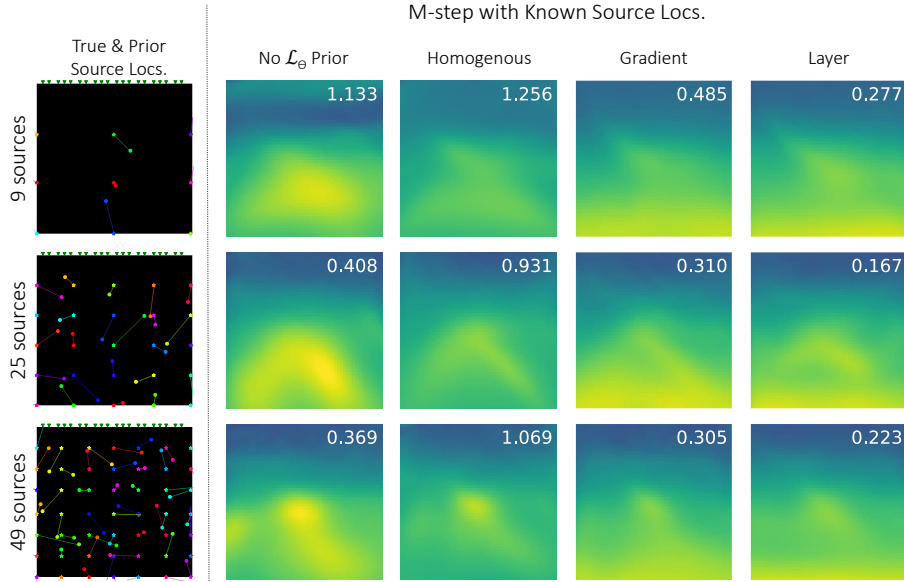 M-step with Known Source Locs.
True & Prior
Source Locs.
No ℒ_Θ Prior
Homogenous
Gradient
Layer
9 sources
1.133
1.256
0.485
0.277
25 sources
0.408
0.931
0.310
0.167
49 sources
0.369
1.069
0.305
0.223